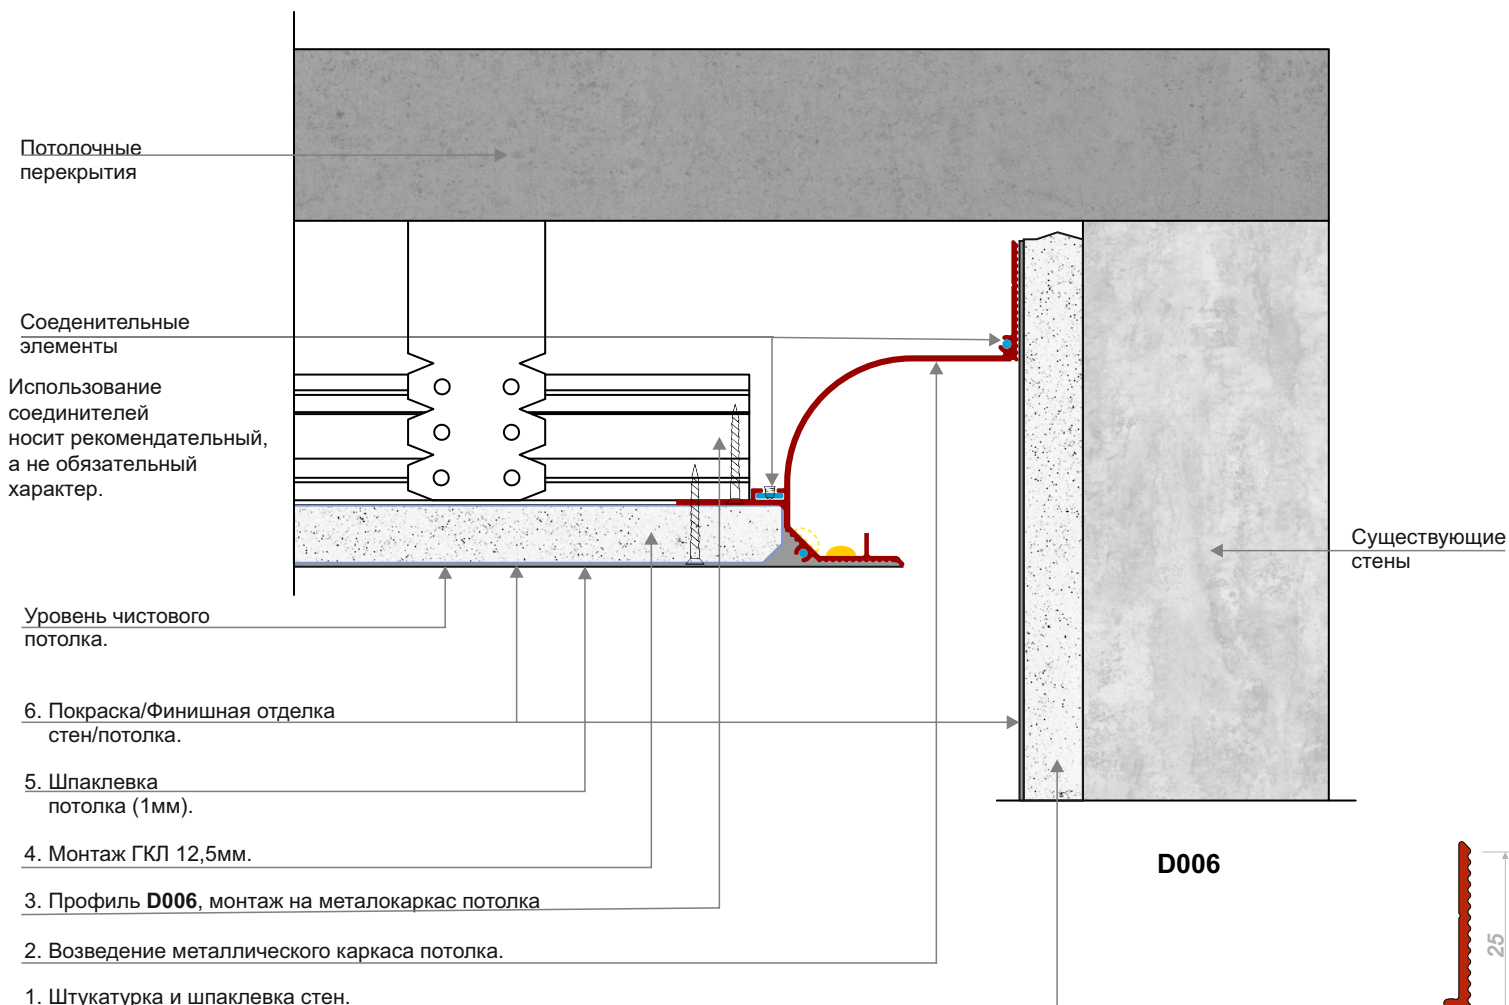 Потолочные
перекрытия
Соеденительные
элементы
Использование
соединителей
носит рекомендательный,
а не обязательный
характер.
Существующие
стены
Уровень чистового
потолка.
6. Покраска/Финишная отделка
стен/потолка.
5. Шпаклевка
потолка (1мм).
4. Монтаж ГКЛ 12,5мм.
3. Профиль D006, монтаж на металокаркас потолка
2. Возведение металлического каркаса потолка.
1. Штукатурка и шпаклевка стен.
D006
25